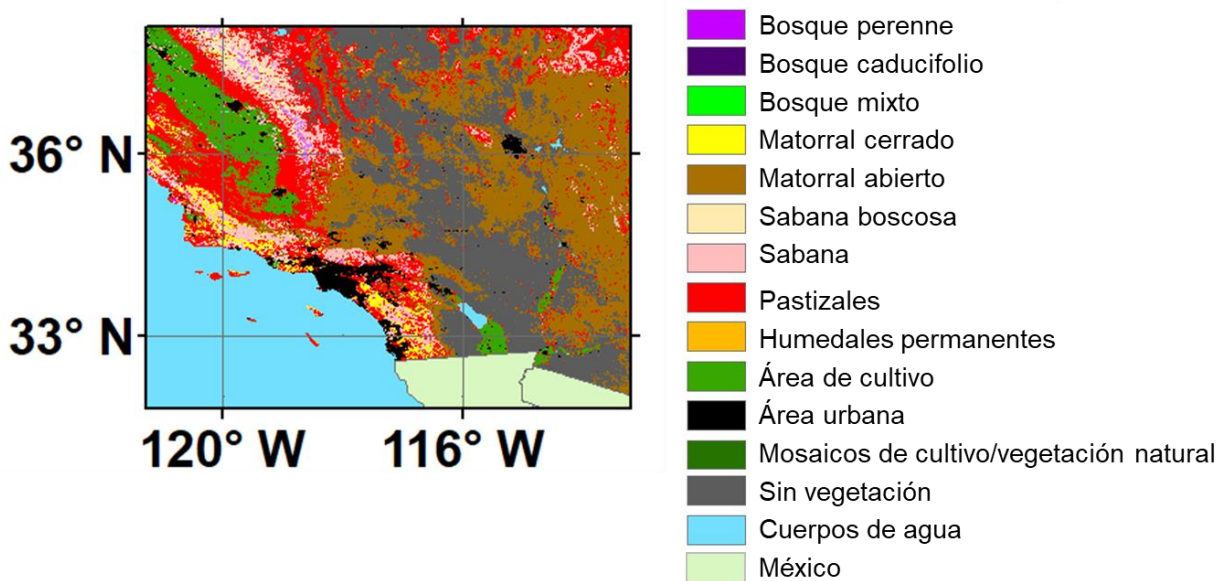 36° N
33° N
120° W
116° W
Bosque perenne
Bosque caducifolio
Bosque mixto
Matorral cerrado
Matorral abierto
Sabana boscosa
Sabana
Pastizales
Humedales permanentes
Área de cultivo
Área urbana
Mosaicos de cultivo/vegetación natural
Sin vegetación
Cuerpos de agua
México